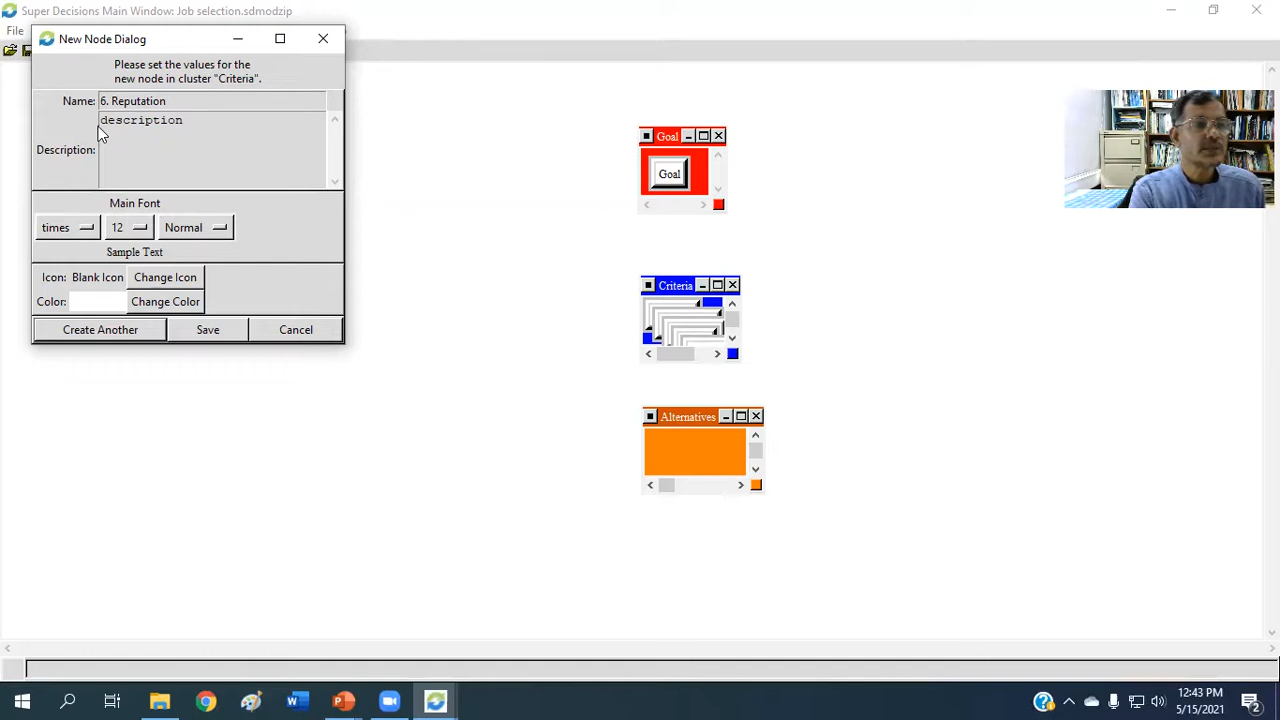 Super Decisions Main Window: Job selection.sdmodzip
File
New Node Dialog
Please set the values for the
new node in cluster "Criteria".
Name: 6. Reputation
description
Description:
Main Font
times 12 Normal
Sample Text
Icon: Blank Icon Change Icon
Color: Change Color
Create Another Save Cancel
Goal
Goal
Criteria
Alternatives
12:43 PM
5/15/2021
2